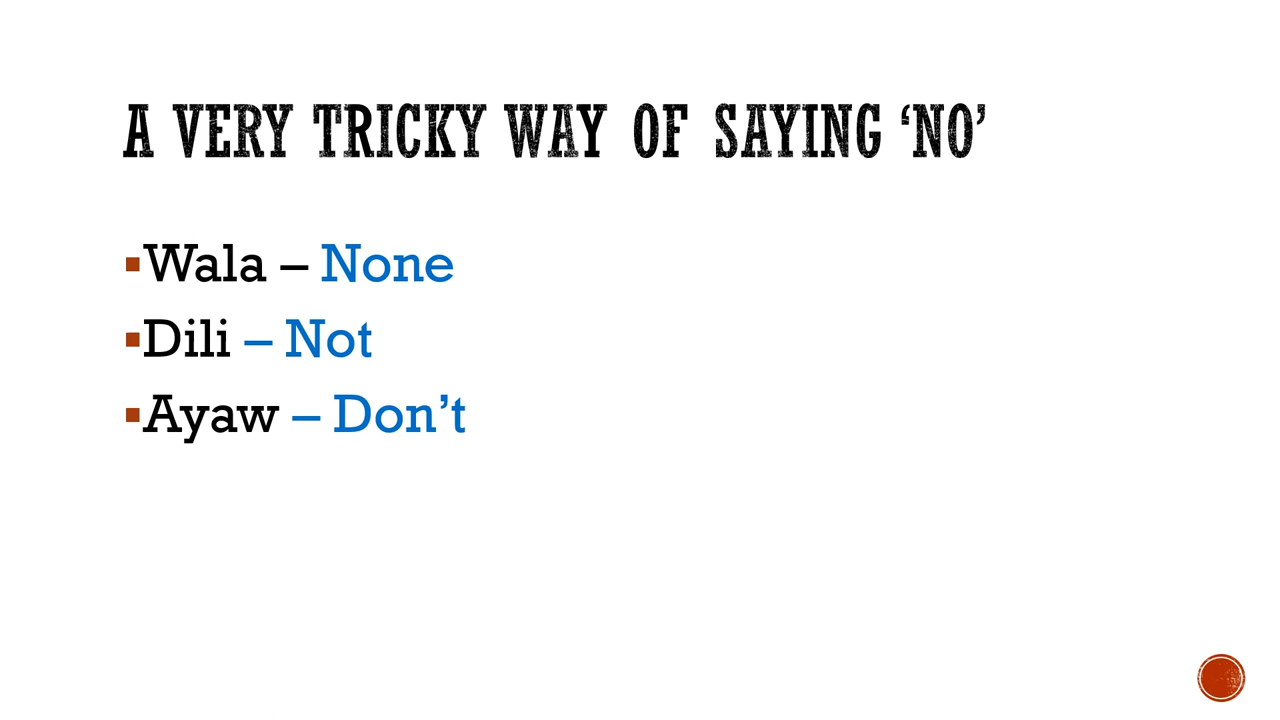 A VERY TRICKY WAY OF SAYING ‘NO’
▪Wala – None
▪Dili – Not
▪Ayaw – Don’t